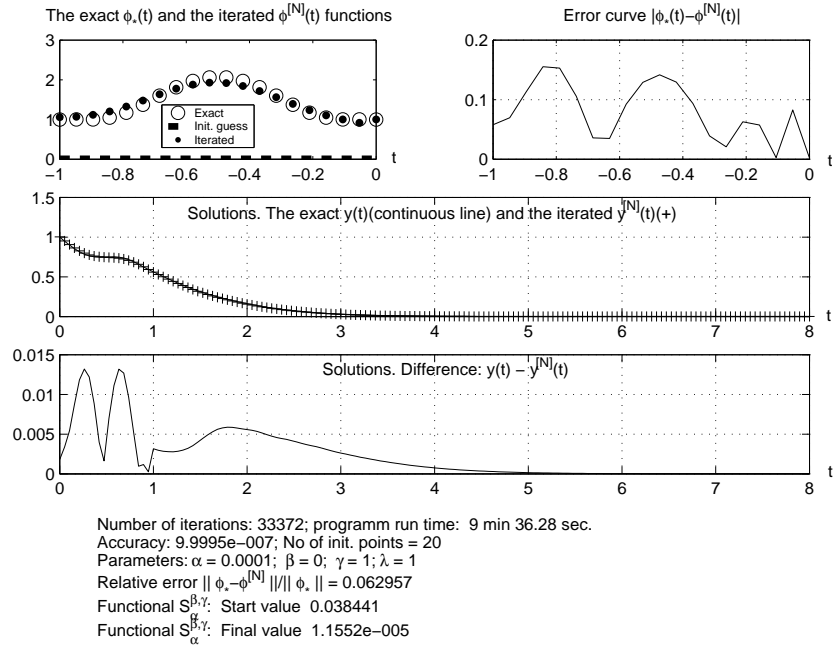 The exact ϕ*(t) and the iterated ϕ^[N](t) functions
3
2
1
0
−1 −0.8 −0.6 −0.4 −0.2 0
t
Exact
Init. guess
Iterated
Error curve |ϕ*(t)−ϕ^[N](t)|
0.2
0.1
0
−1 −0.8 −0.6 −0.4 −0.2 0
t
Solutions. The exact y(t)(continuous line) and the iterated y^[N](t)(+)
1.5
1
0.5
0
0 1 2 3 4 5 6 7 8
t
Solutions. Difference: y(t) − y^[N](t)
0.015
0.01
0.005
0
0 1 2 3 4 5 6 7 8
t
Number of iterations: 33372; programm run time: 9 min 36.28 sec.
Accuracy: 9.9995e−007; No of init. points = 20
Parameters: α = 0.0001; β = 0; γ = 1; λ = 1
Relative error || ϕ*−ϕ^[N] ||/|| ϕ* || = 0.062957
Functional S_α^β,γ: Start value 0.038441
Functional S_α^β,γ: Final value 1.1552e−005